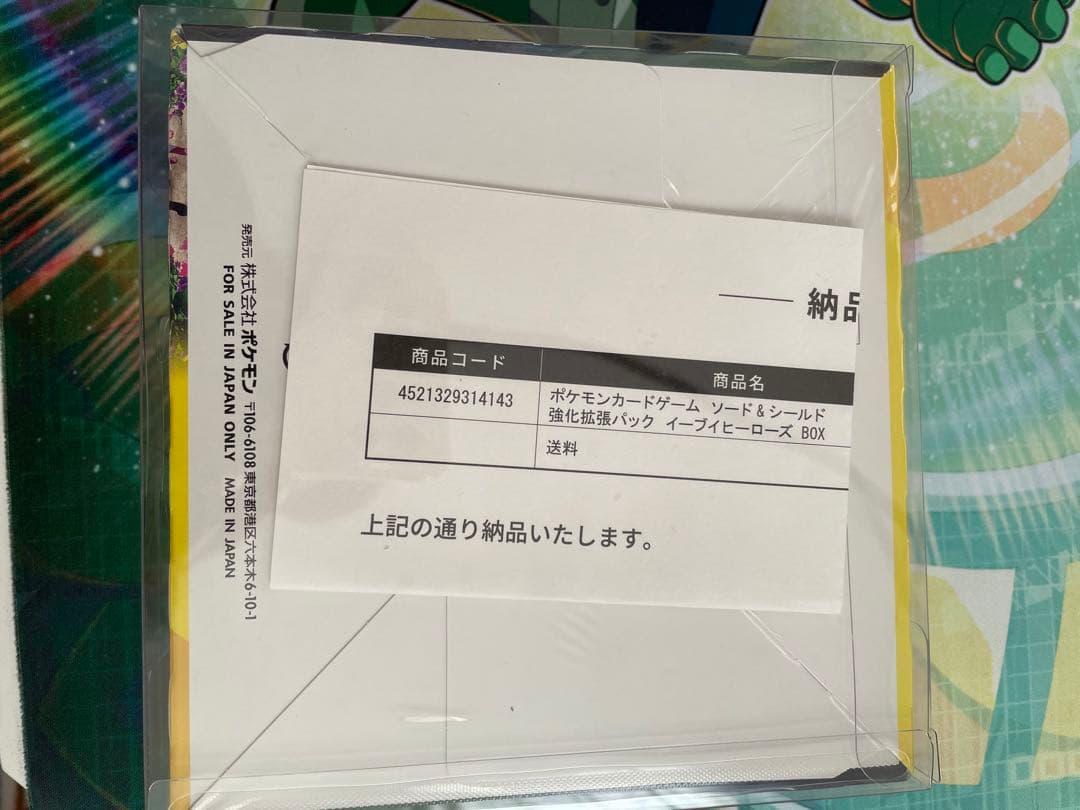 納品
商品コード
商品名
4521329314143
ポケモンカードゲーム ソード＆シールド
強化拡張パック イーブイヒーローズ BOX
送料
上記の通り納品いたします。
発売元 株式会社 ポケモン 〒106-6108 東京都港区六本木6-10-1
FOR SALE IN JAPAN ONLY MADE IN JAPAN